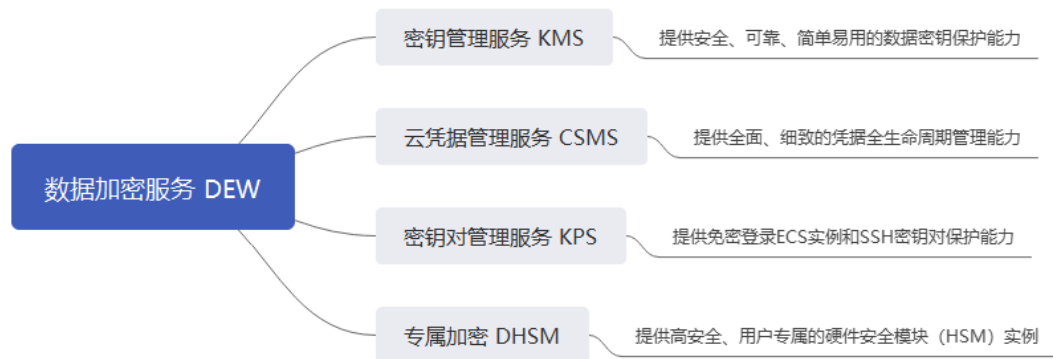 数据加密服务 DEW
密钥管理服务 KMS
提供安全、可靠、简单易用的数据密钥保护能力
云凭据管理服务 CSMS
提供全面、细致的凭据全生命周期管理能力
密钥对管理服务 KPS
提供免密登录ECS实例和SSH密钥对保护能力
专属加密 DHSM
提供高安全、用户专属的硬件安全模块（HSM）实例